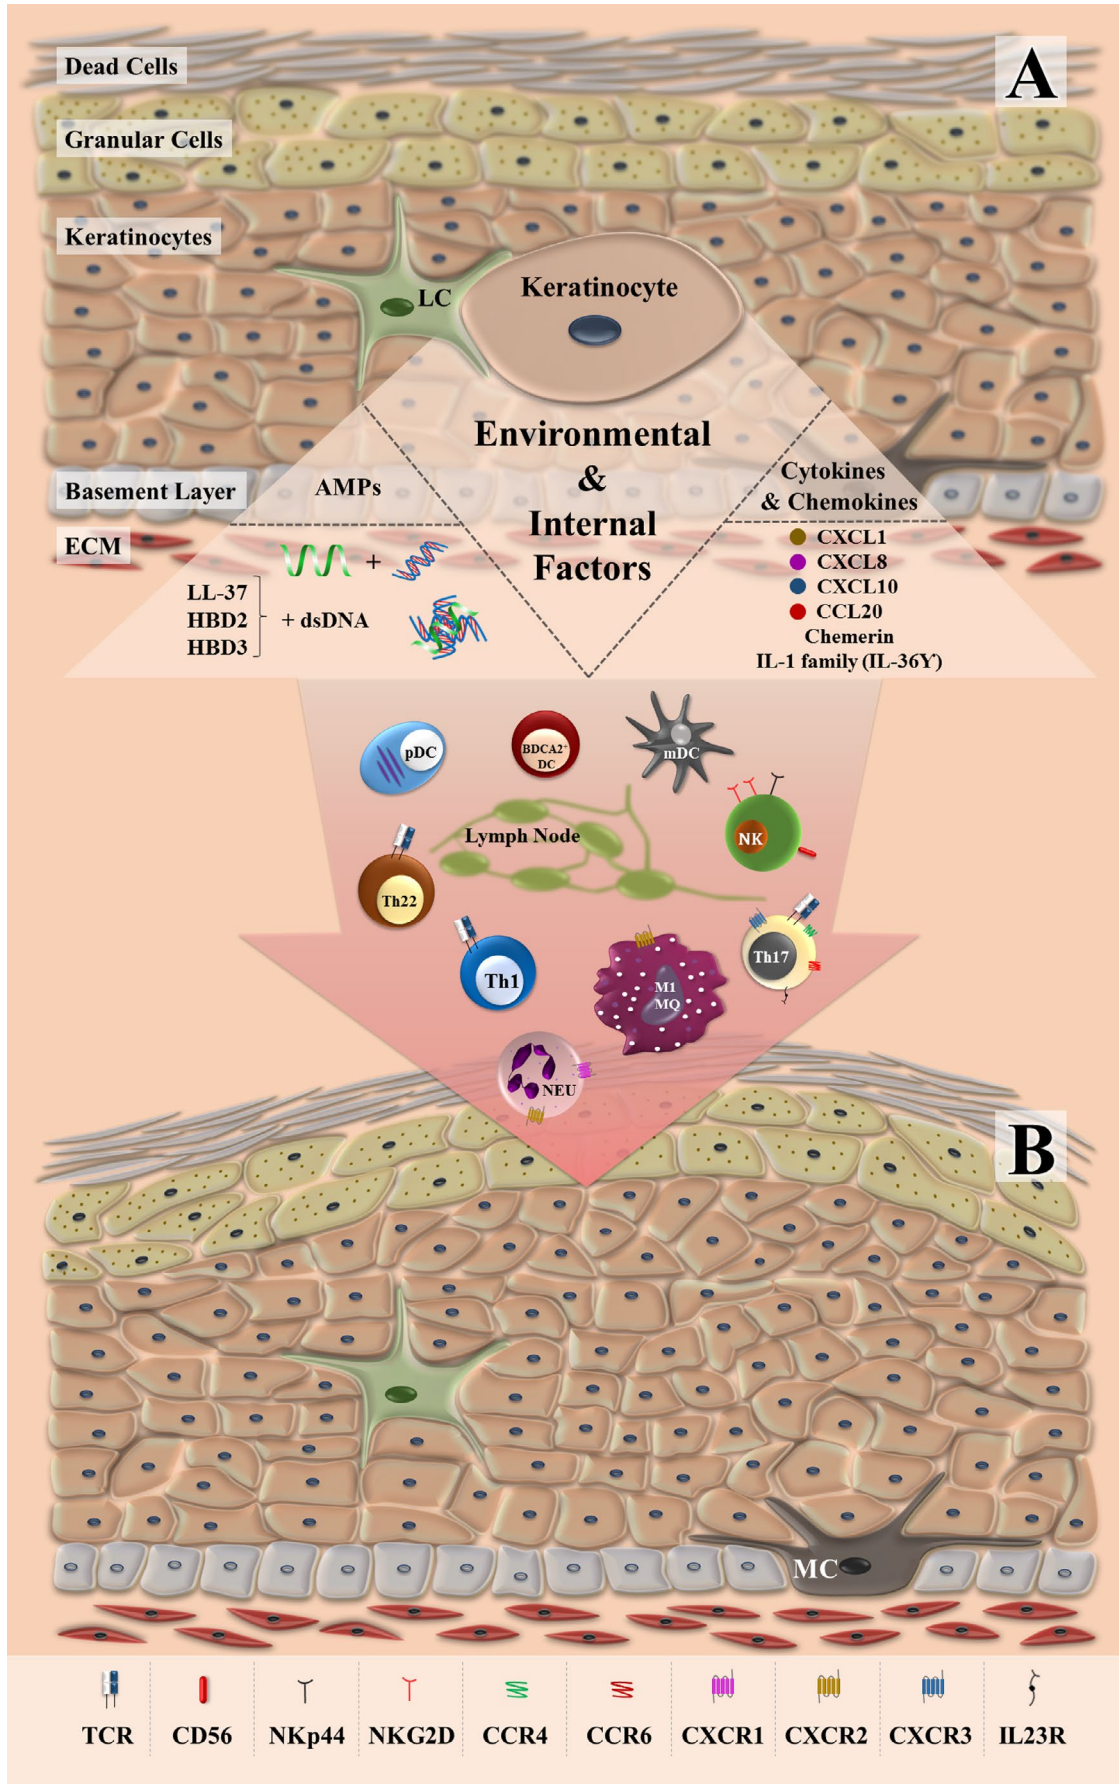 A
Dead Cells
Granular Cells
Keratinocytes
LC
Keratinocyte
Environmental
&
Internal
Factors
Basement Layer
AMPs
Cytokines
& Chemokines
ECM
+
LL-37
HBD2
HBD3
+ dsDNA
CXCL1
CXCL8
CXCL10
CCL20
Chemerin
IL-1 family (IL-36Υ)
pDC
BDCA2+
DC
mDC
NK
Lymph Node
Th22
Th1
M1
MQ
Th17
NEU
B
MC
TCR
CD56
NKp44
NKG2D
CCR4
CCR6
CXCR1
CXCR2
CXCR3
IL23R